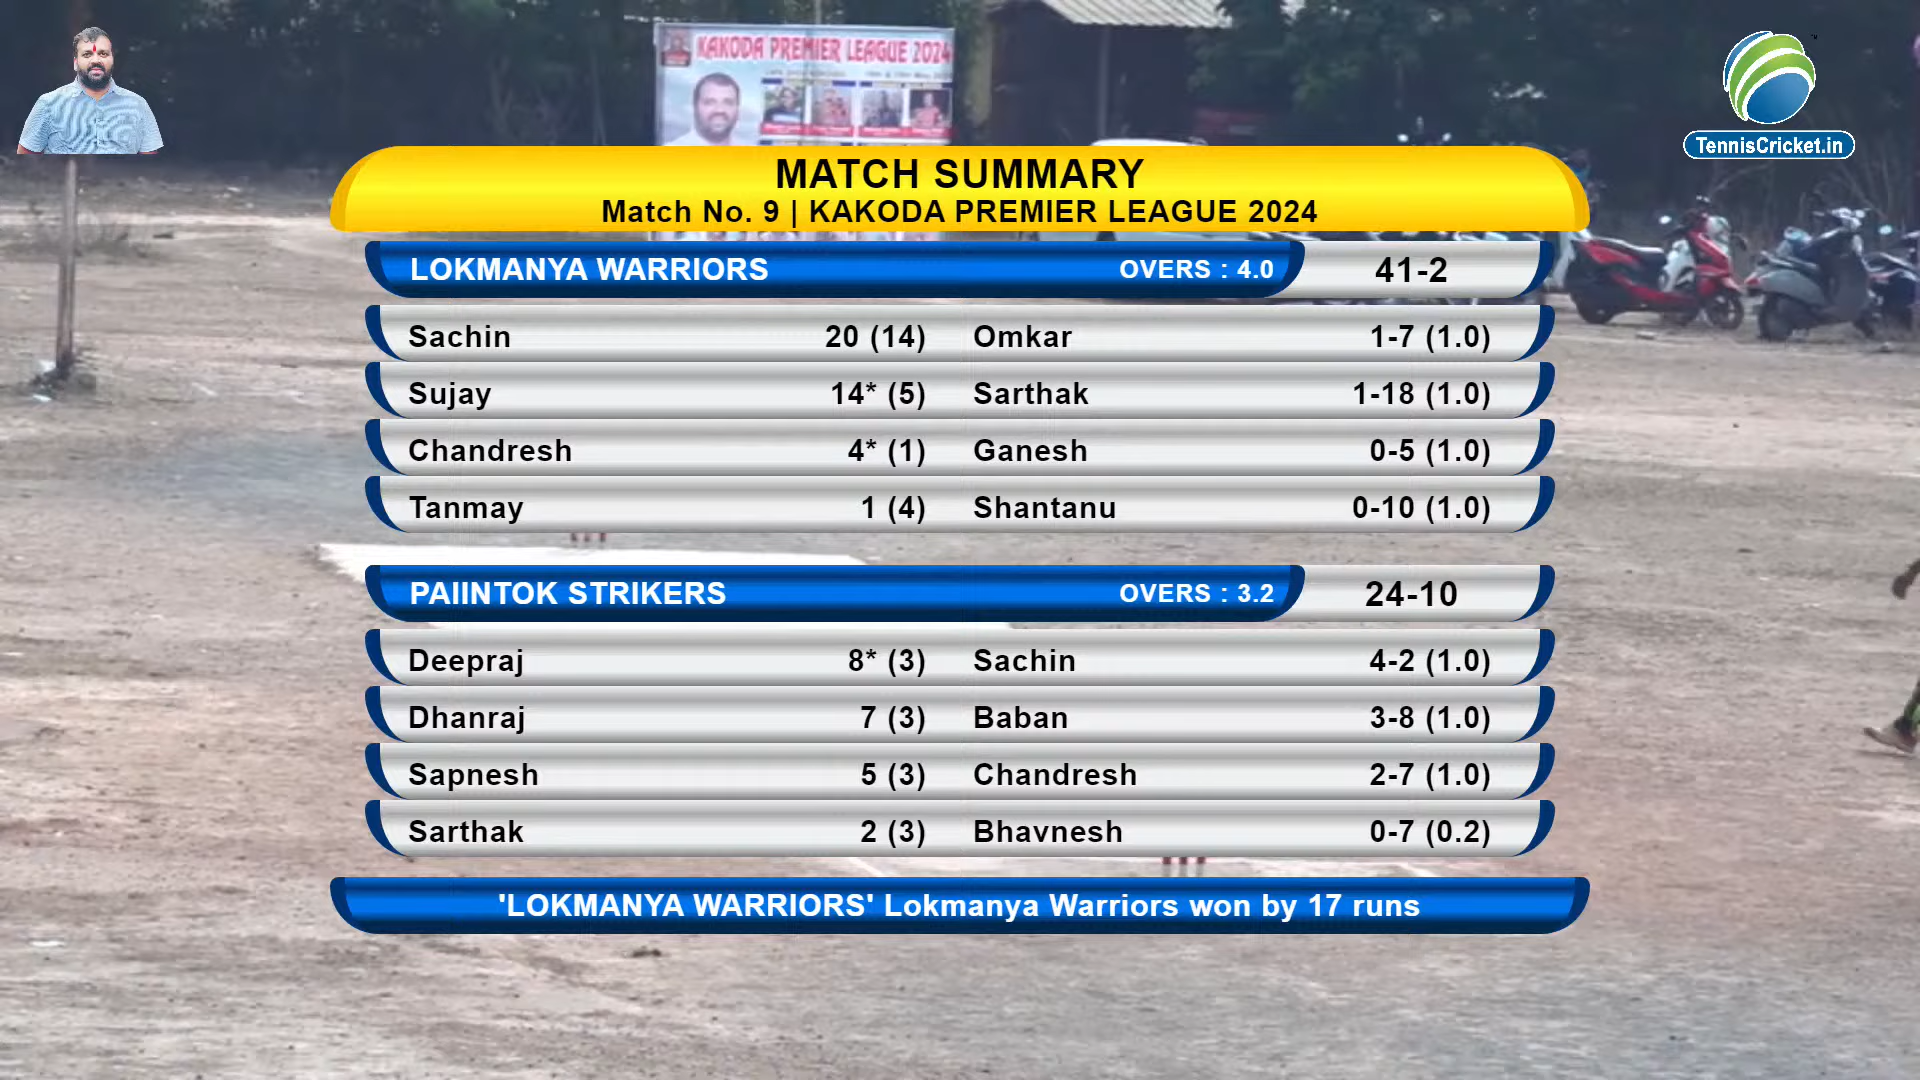 KAKODA PREMIER LEAGUE 2024
TennisCricket.in
MATCH SUMMARY
Match No. 9 | KAKODA PREMIER LEAGUE 2024
LOKMANYA WARRIORS OVERS : 4.0 41-2
Sachin 20 (14) Omkar 1-7 (1.0)
Sujay 14* (5) Sarthak 1-18 (1.0)
Chandresh 4* (1) Ganesh 0-5 (1.0)
Tanmay 1 (4) Shantanu 0-10 (1.0)
PAIINTOK STRIKERS OVERS : 3.2 24-10
Deepraj 8* (3) Sachin 4-2 (1.0)
Dhanraj 7 (3) Baban 3-8 (1.0)
Sapnesh 5 (3) Chandresh 2-7 (1.0)
Sarthak 2 (3) Bhavnesh 0-7 (0.2)
'LOKMANYA WARRIORS' Lokmanya Warriors won by 17 runs